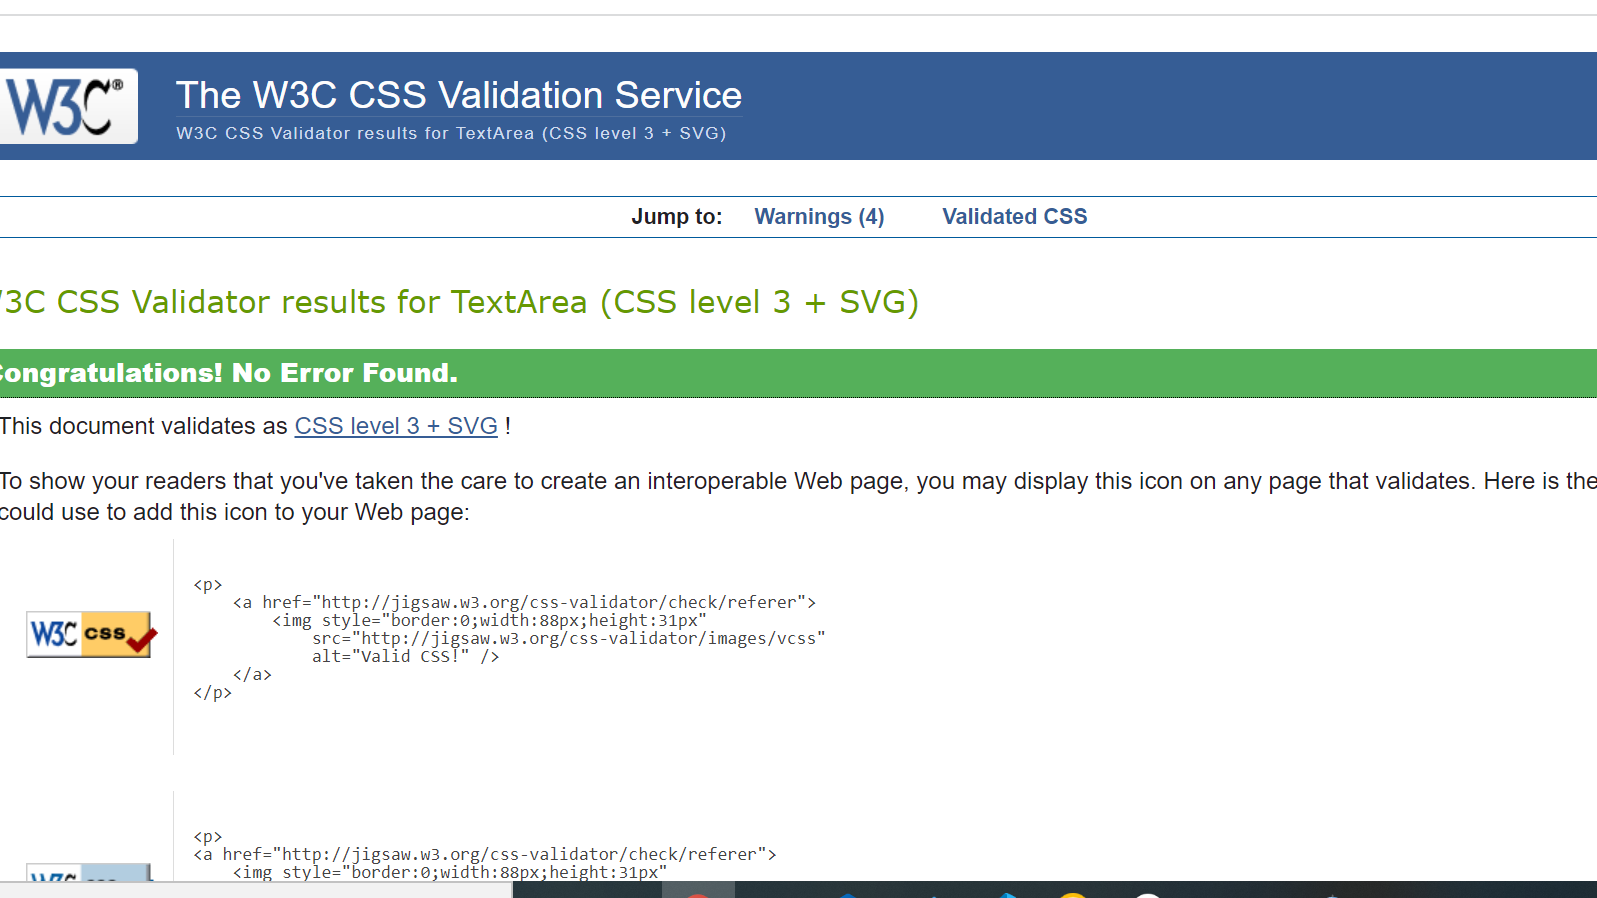 W3C®
The W3C CSS Validation Service
W3C CSS Validator results for TextArea (CSS level 3 + SVG)
Jump to: Warnings (4) Validated CSS
3C CSS Validator results for TextArea (CSS level 3 + SVG)
Congratulations! No Error Found.
This document validates as CSS level 3 + SVG !
To show your readers that you've taken the care to create an interoperable Web page, you may display this icon on any page that validates. Here is the
could use to add this icon to your Web page:
W3C css
<p>
<a href="http://jigsaw.w3.org/css-validator/check/referer">
<img style="border:0;width:88px;height:31px"
src="http://jigsaw.w3.org/css-validator/images/vcss"
alt="Valid CSS!" />
</a>
</p>
<p>
<a href="http://jigsaw.w3.org/css-validator/check/referer">
<img style="border:0;width:88px;height:31px"